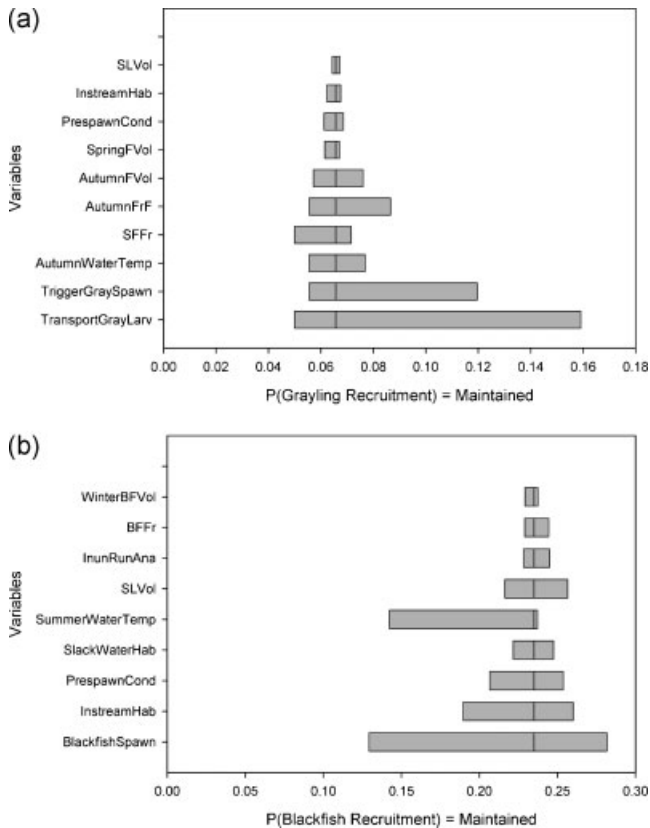 (a)
Variables
SLVol
InstreamHab
PrespawnCond
SpringFVol
AutumnFVol
AutumnFrF
SFFr
AutumnWaterTemp
TriggerGraySpawn
TransportGrayLarv
0.00 0.02 0.04 0.06 0.08 0.10 0.12 0.14 0.16 0.18
P(Grayling Recruitment) = Maintained
(b)
Variables
WinterBFVol
BFFr
InunRunAna
SLVol
SummerWaterTemp
SlackWaterHab
PrespawnCond
InstreamHab
BlackfishSpawn
0.00 0.05 0.10 0.15 0.20 0.25 0.30
P(Blackfish Recruitment) = Maintained